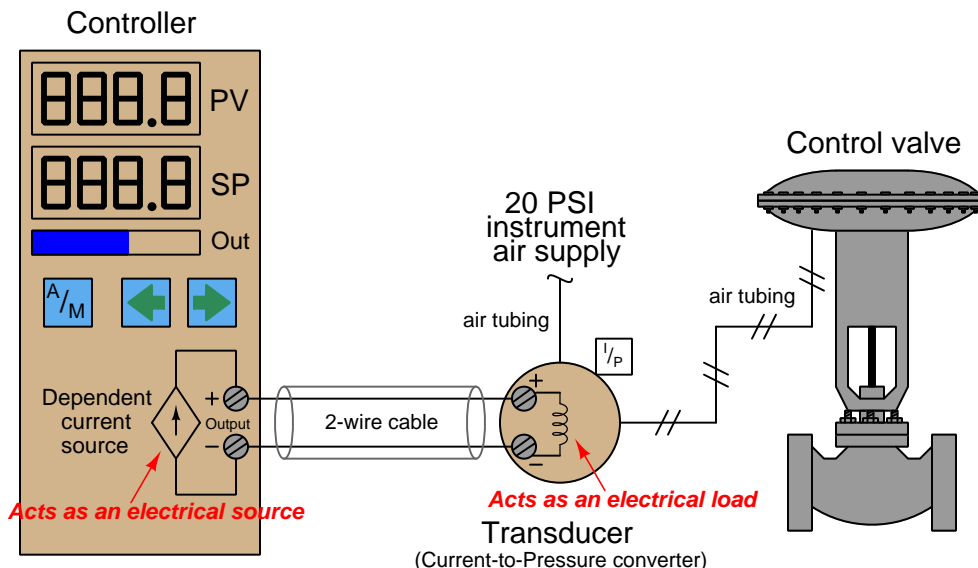 Controller
888.8 PV
888.8 SP
Out
A/M
Dependent
current
source
+
Output
−
Acts as an electrical source
2-wire cable
20 PSI
instrument
air supply
air tubing
I/P
+
−
Acts as an electrical load
Transducer
(Current-to-Pressure converter)
air tubing
Control valve